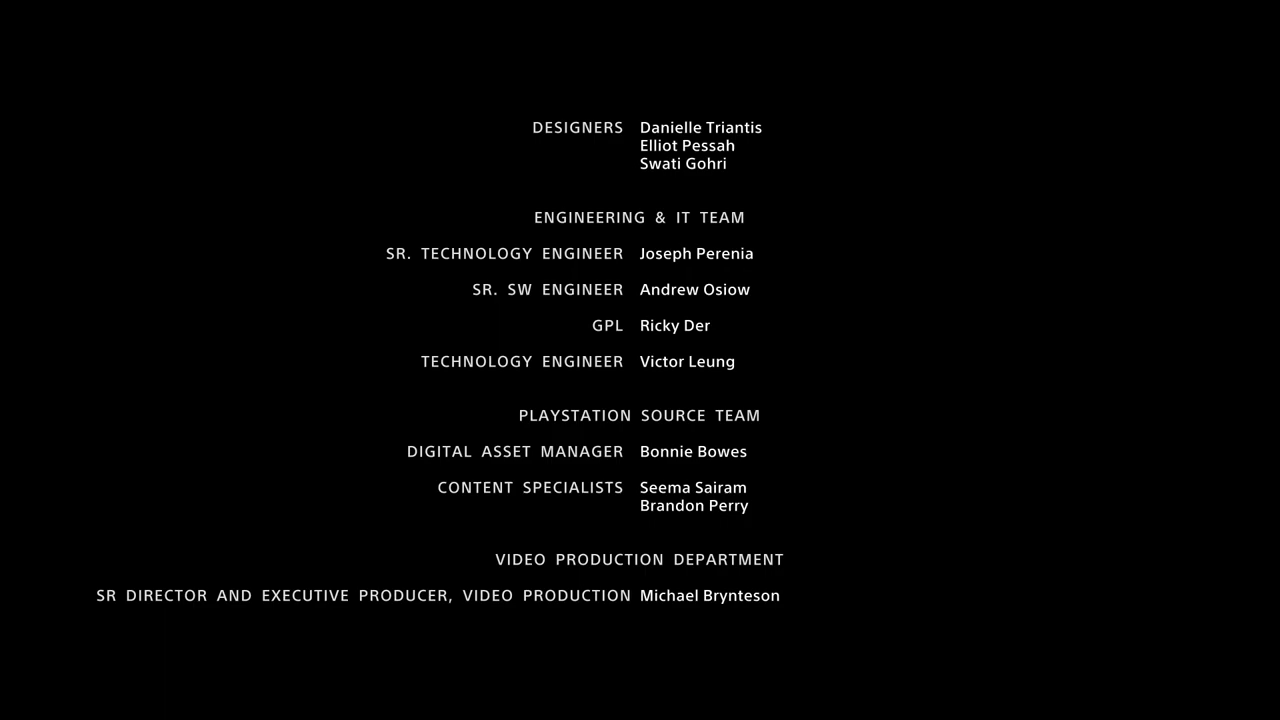 DESIGNERS Danielle Triantis
Elliot Pessah
Swati Gohri
ENGINEERING & IT TEAM
SR. TECHNOLOGY ENGINEER Joseph Perenia
SR. SW ENGINEER Andrew Osiow
GPL Ricky Der
TECHNOLOGY ENGINEER Victor Leung
PLAYSTATION SOURCE TEAM
DIGITAL ASSET MANAGER Bonnie Bowes
CONTENT SPECIALISTS Seema Sairam
Brandon Perry
VIDEO PRODUCTION DEPARTMENT
SR DIRECTOR AND EXECUTIVE PRODUCER, VIDEO PRODUCTION Michael Brynteson